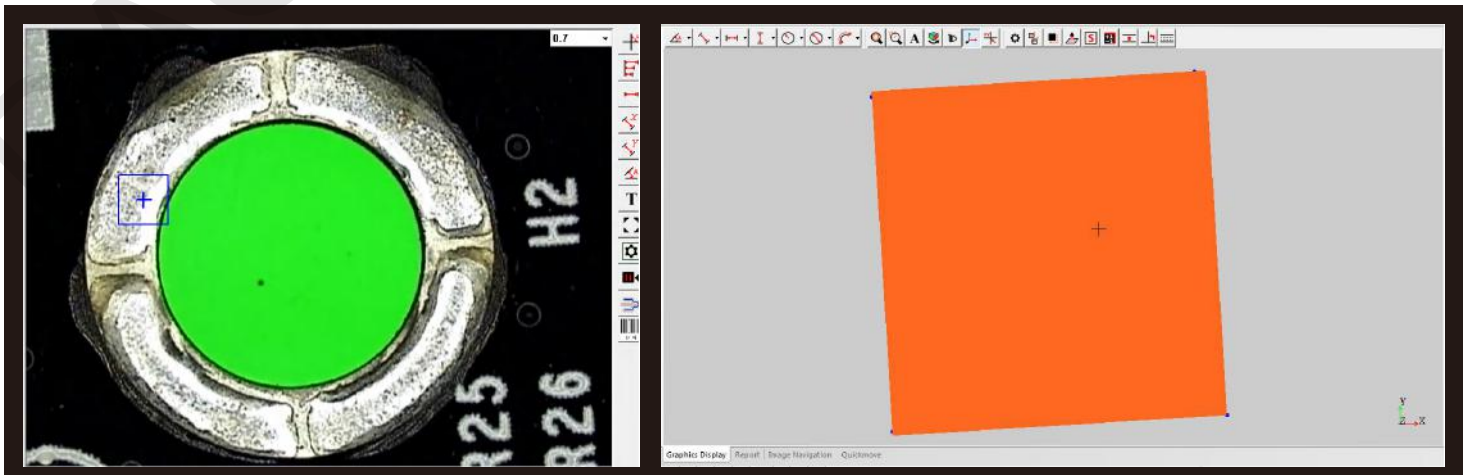 0.7
H2
R25
R26
A
T
S
Y
Z X
Graphics Display Report Image Navigation Quickmove